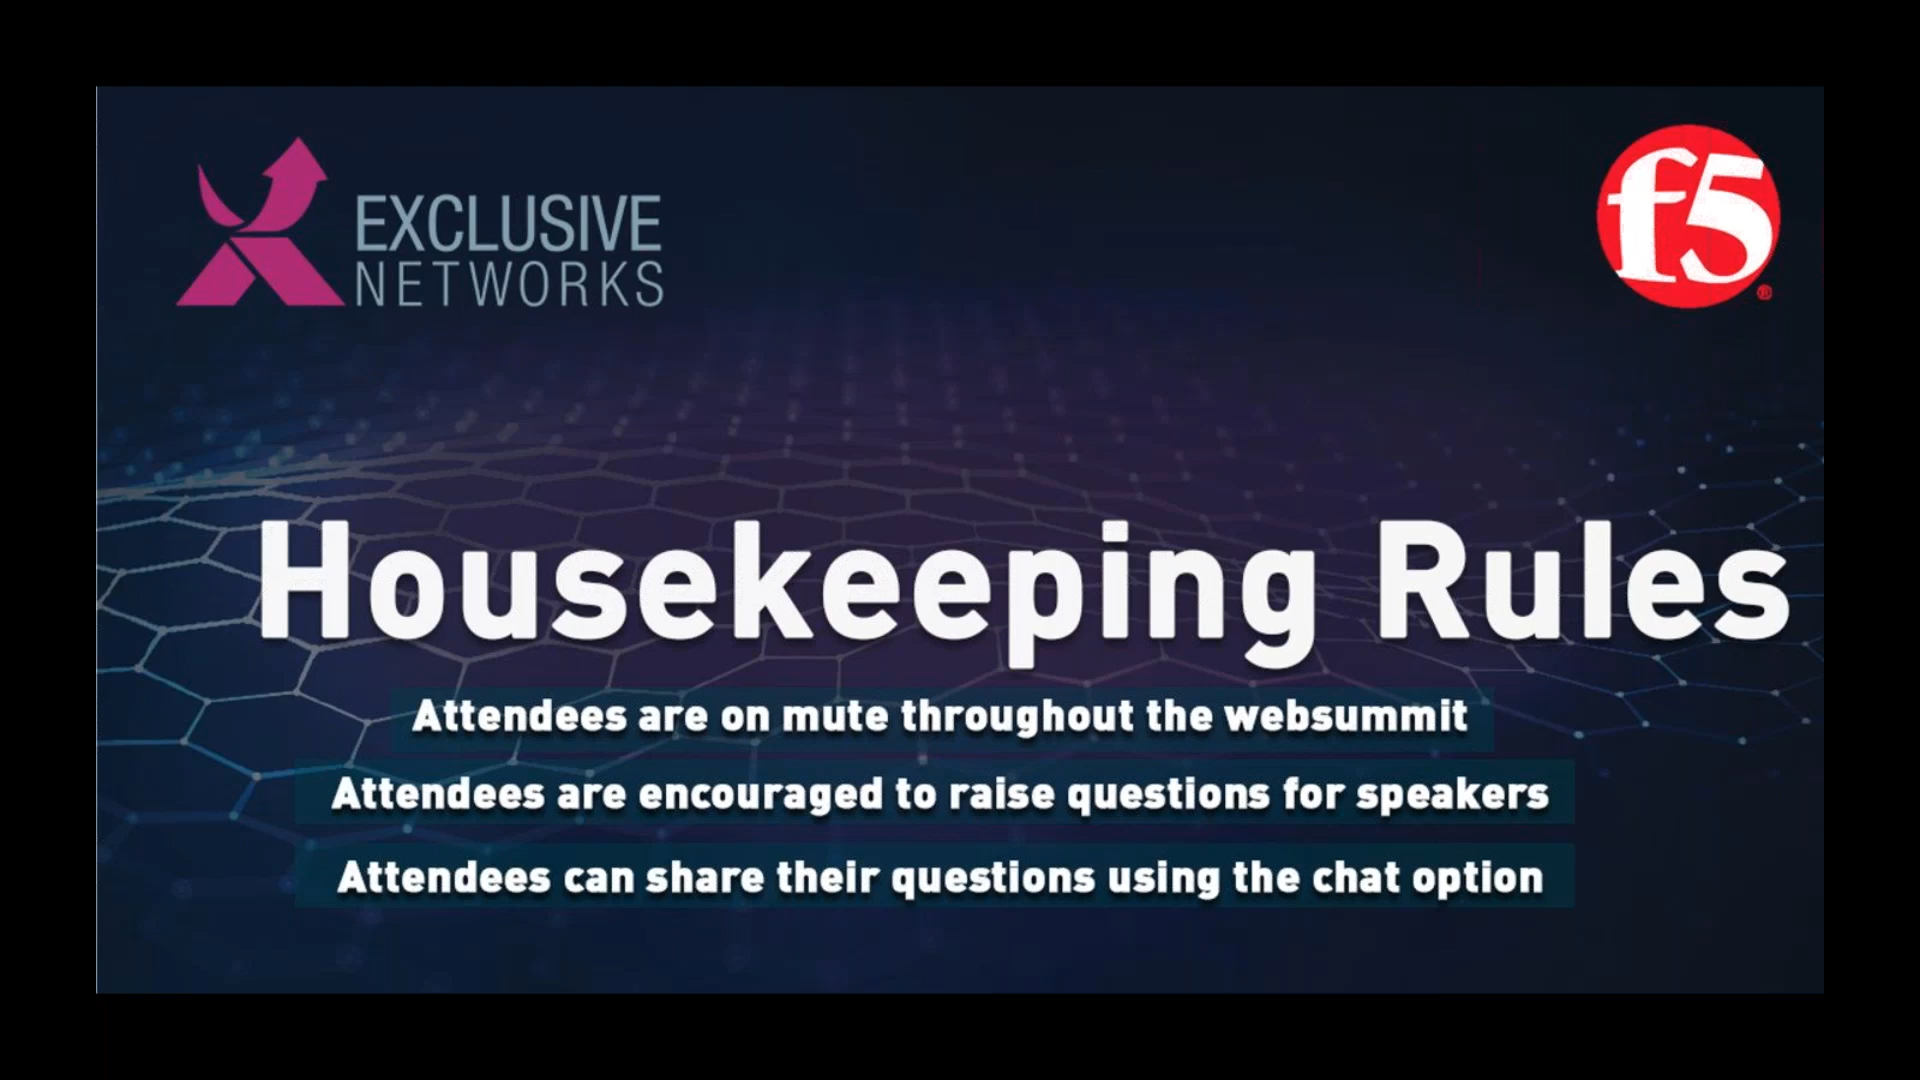 EXCLUSIVE
NETWORKS
f5
®
Housekeeping Rules
Attendees are on mute throughout the websummit
Attendees are encouraged to raise questions for speakers
Attendees can share their questions using the chat option